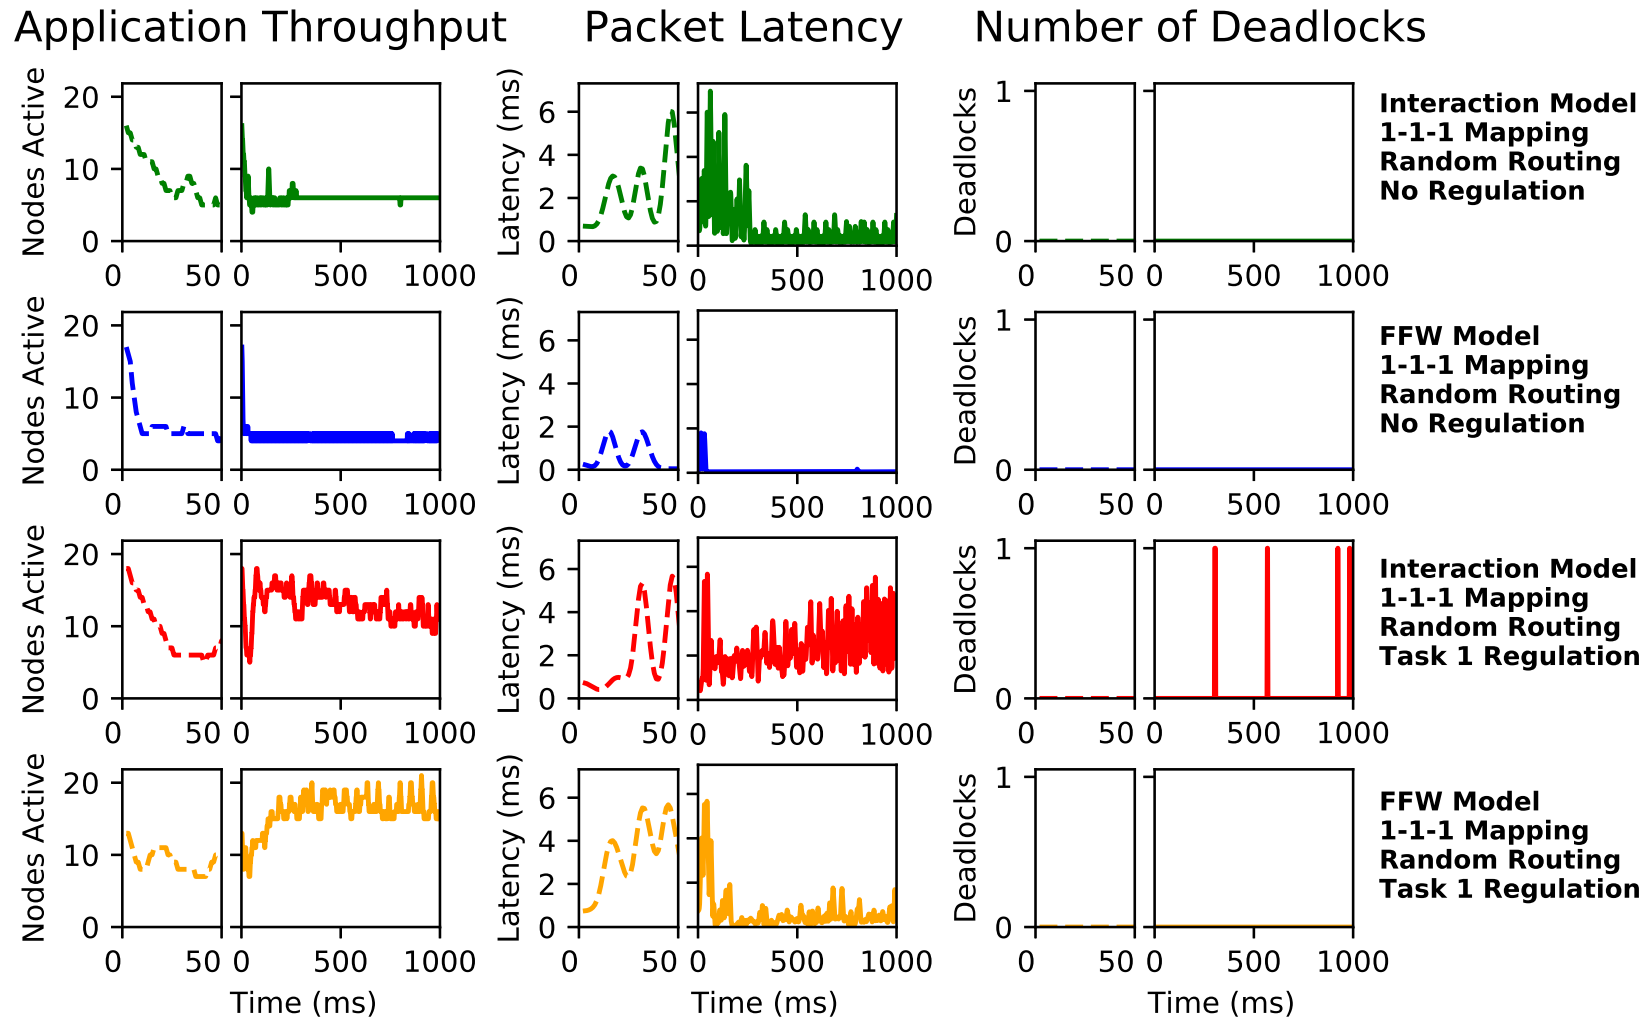 Application Throughput
Packet Latency
Number of Deadlocks
Nodes Active
20
10
0
0
50
0
500
1000
Latency (ms)
6
4
2
0
0
50
0
500
1000
Deadlocks
1
0
0
50
0
500
1000
Interaction Model
1-1-1 Mapping
Random Routing
No Regulation
Nodes Active
20
10
0
0
50
0
500
1000
Latency (ms)
6
4
2
0
0
50
0
500
1000
Deadlocks
1
0
0
50
0
500
1000
FFW Model
1-1-1 Mapping
Random Routing
No Regulation
Nodes Active
20
10
0
0
50
0
500
1000
Latency (ms)
6
4
2
0
0
50
0
500
1000
Deadlocks
1
0
0
50
0
500
1000
Interaction Model
1-1-1 Mapping
Random Routing
Task 1 Regulation
Nodes Active
20
10
0
0
50
0
500
1000
Time (ms)
Latency (ms)
6
4
2
0
0
50
0
500
1000
Time (ms)
Deadlocks
1
0
0
50
0
500
1000
Time (ms)
FFW Model
1-1-1 Mapping
Random Routing
Task 1 Regulation